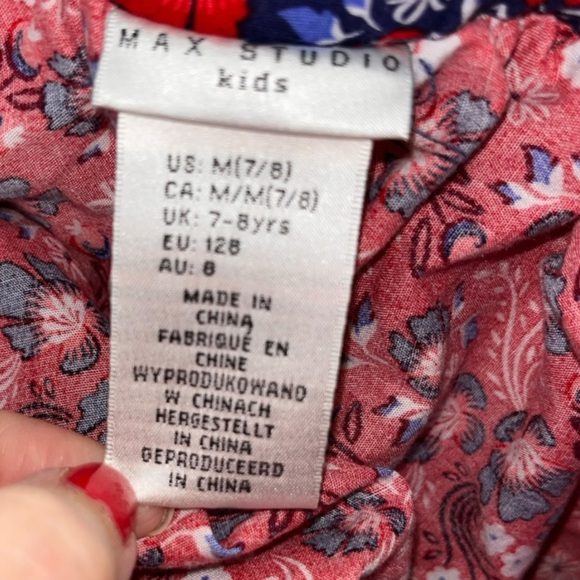 MAX STUDIO
kids
US: M(7/8)
CA: M/M(7/8)
UK: 7-8yrs
EU: 128
AU: 8
MADE IN
CHINA
FABRIQUÉ EN
CHINE
WYPRODUKOWANO
W CHINACH
HERGESTELLT
IN CHINA
GEPRODUCEERD
IN CHINA